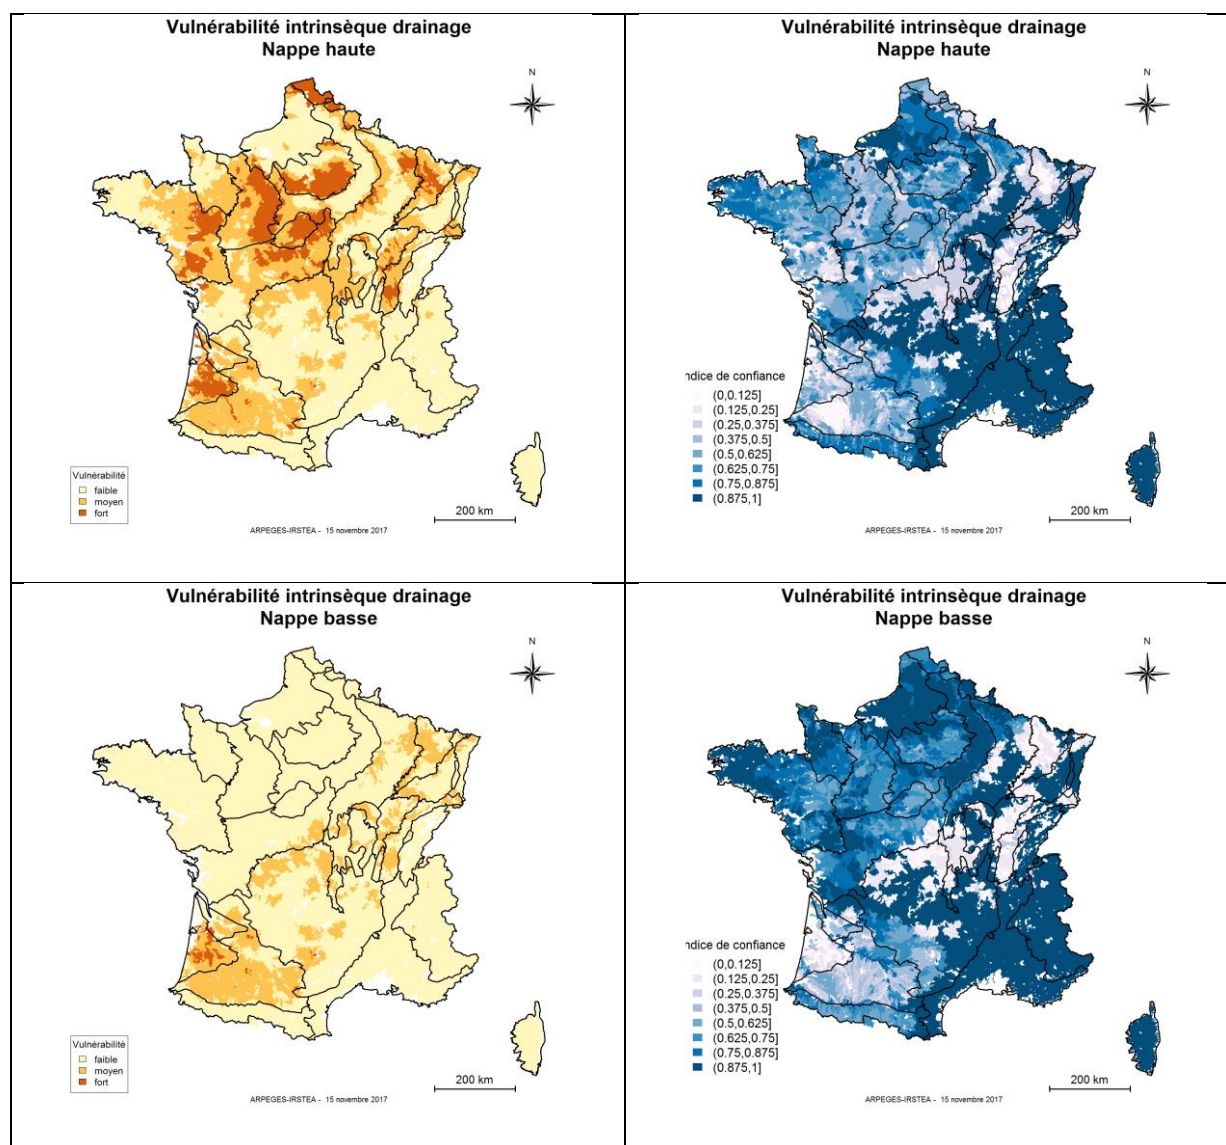 Vulnérabilité intrinsèque drainage
Nappe haute
N
Vulnérabilité
faible
moyen
fort
200 km
ARPEGES-IRSTEA - 15 novembre 2017
Vulnérabilité intrinsèque drainage
Nappe haute
N
ndice de confiance
(0,0.125]
(0.125,0.25]
(0.25,0.375]
(0.375,0.5]
(0.5,0.625]
(0.625,0.75]
(0.75,0.875]
(0.875,1]
200 km
ARPEGES-IRSTEA - 15 novembre 2017
Vulnérabilité intrinsèque drainage
Nappe basse
N
Vulnérabilité
faible
moyen
fort
200 km
ARPEGES-IRSTEA - 15 novembre 2017
Vulnérabilité intrinsèque drainage
Nappe basse
N
ndice de confiance
(0,0.125]
(0.125,0.25]
(0.25,0.375]
(0.375,0.5]
(0.5,0.625]
(0.625,0.75]
(0.75,0.875]
(0.875,1]
200 km
ARPEGES-IRSTEA - 15 novembre 2017